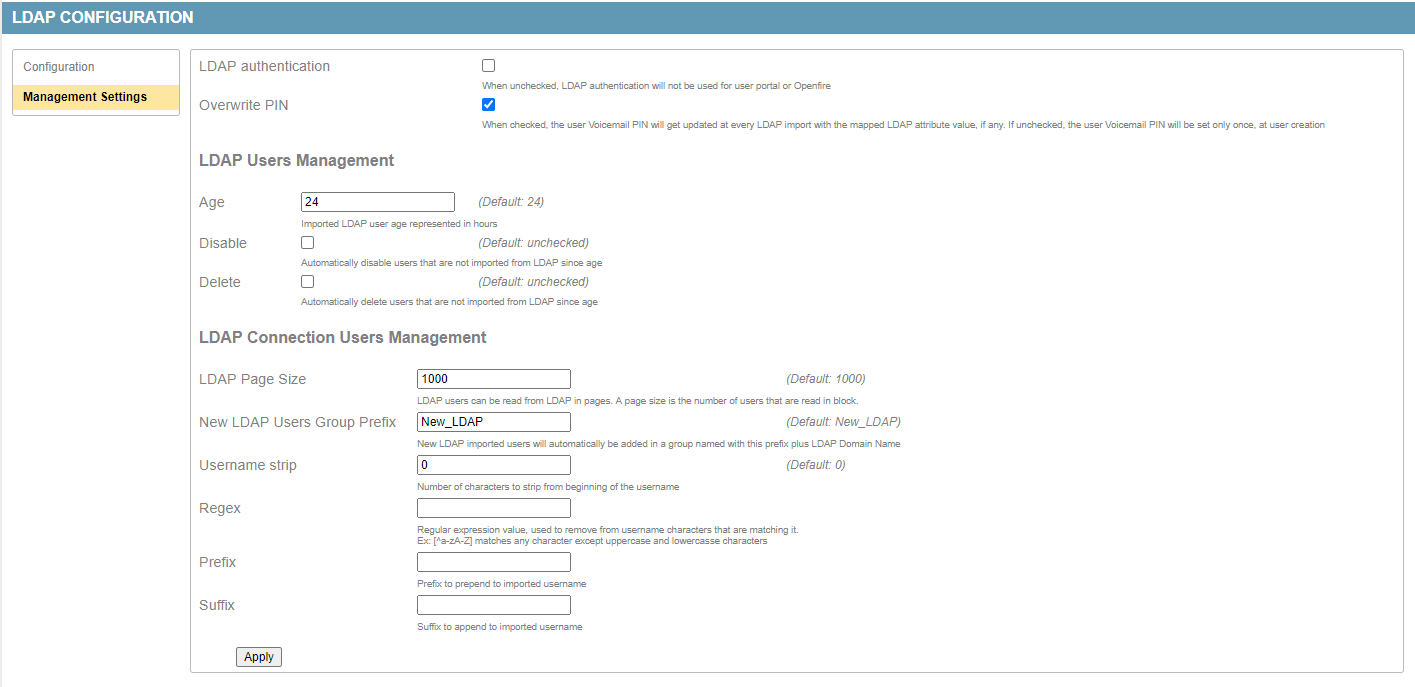 LDAP CONFIGURATION
Configuration
Management Settings
LDAP authentication
When unchecked, LDAP authentication will not be used for user portal or Openfire
Overwrite PIN
When checked, the user Voicemail PIN will get updated at every LDAP import with the mapped LDAP attribute value, if any. If unchecked, the user Voicemail PIN will be set only once, at user creation
LDAP Users Management
Age 24 (Default: 24)
Imported LDAP user age represented in hours
Disable (Default: unchecked)
Automatically disable users that are not imported from LDAP since age
Delete (Default: unchecked)
Automatically delete users that are not imported from LDAP since age
LDAP Connection Users Management
LDAP Page Size 1000 (Default: 1000)
LDAP users can be read from LDAP in pages. A page size is the number of users that are read in block.
New LDAP Users Group Prefix New_LDAP (Default: New_LDAP)
New LDAP imported users will automatically be added in a group named with this prefix plus LDAP Domain Name
Username strip 0 (Default: 0)
Number of characters to strip from beginning of the username
Regex
Regular expression value, used to remove from username characters that are matching it.
Ex: [^a-zA-Z] matches any character except uppercase and lowercasse characters
Prefix
Prefix to prepend to imported username
Suffix
Suffix to append to imported username
Apply